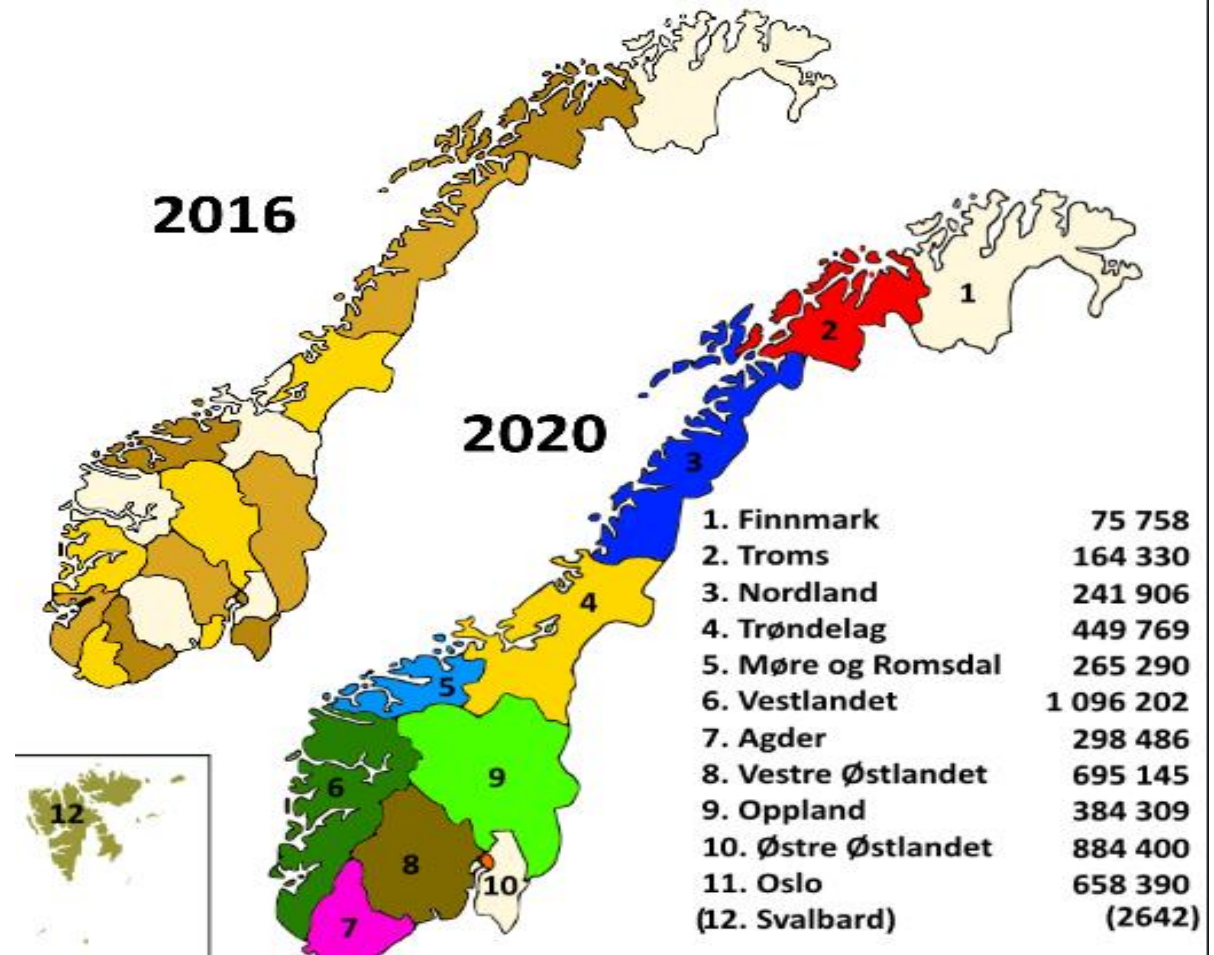 2016
2020
1
2
3
4
5
6
7
8
9
10
12
1. Finnmark 75 758
2. Troms 164 330
3. Nordland 241 906
4. Trøndelag 449 769
5. Møre og Romsdal 265 290
6. Vestlandet 1 096 202
7. Agder 298 486
8. Vestre Østlandet 695 145
9. Oppland 384 309
10. Østre Østlandet 884 400
11. Oslo 658 390
(12. Svalbard) (2642)